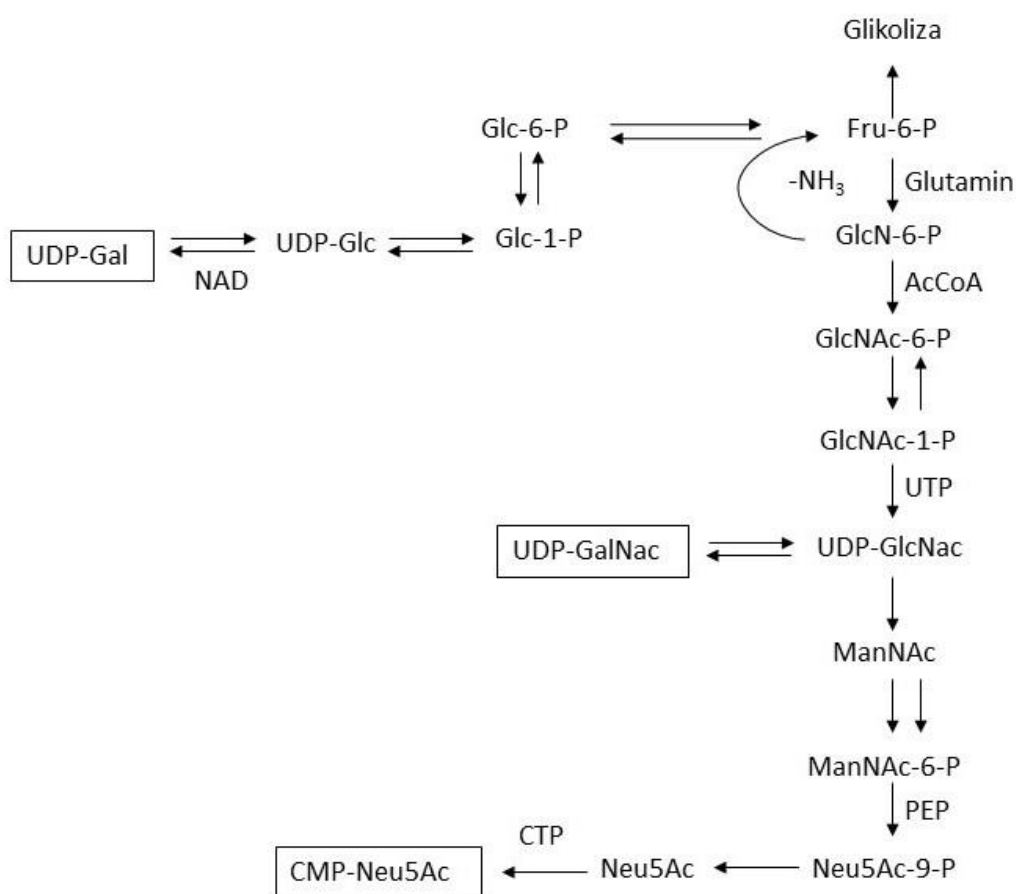 Glikoliza
Glc-6-P
Fru-6-P
-NH₃
Glutamin
UDP-Gal
UDP-Glc
Glc-1-P
GlcN-6-P
NAD
AcCoA
GlcNAc-6-P
GlcNAc-1-P
UTP
UDP-GalNac
UDP-GlcNac
ManNAc
ManNAc-6-P
PEP
CTP
CMP-Neu5Ac
Neu5Ac
Neu5Ac-9-P